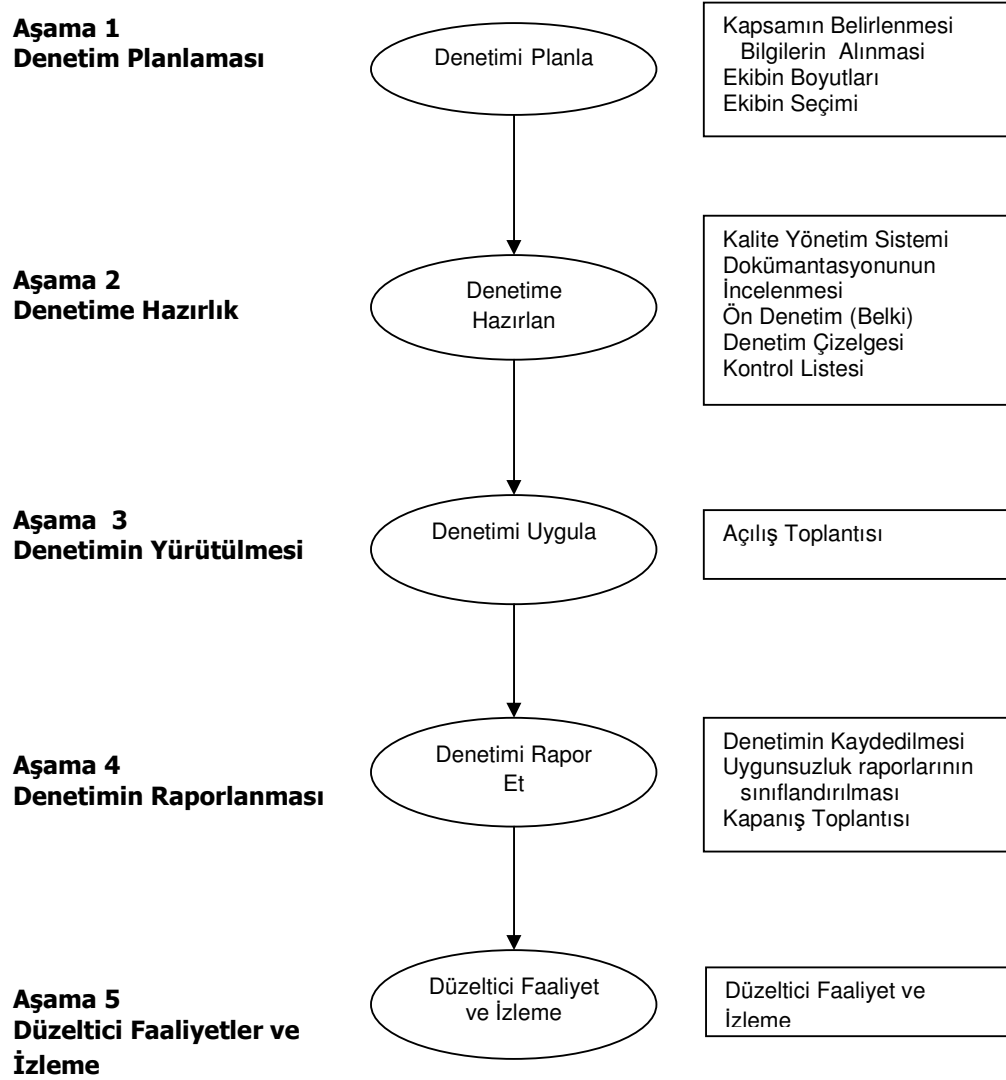 Aşama 1
Denetim Planlaması
Denetimi Planla
Kapsamın Belirlenmesi
Bilgilerin Alınması
Ekibin Boyutları
Ekibin Seçimi
Aşama 2
Denetime Hazırlık
Denetime
Hazırlan
Kalite Yönetim Sistemi
Dokümantasyonunun
İncelenmesi
Ön Denetim (Belki)
Denetim Çizelgesi
Kontrol Listesi
Aşama 3
Denetimin Yürütülmesi
Denetimi Uygula
Açılış Toplantısı
Aşama 4
Denetimin Raporlanması
Denetimi Rapor
Et
Denetimin Kaydedilmesi
Uygunsuzluk raporlarının
sınıflandırılması
Kapanış Toplantısı
Aşama 5
Düzeltici Faaliyetler ve
İzleme
Düzeltici Faaliyet
ve İzleme
Düzeltici Faaliyet ve
İzleme